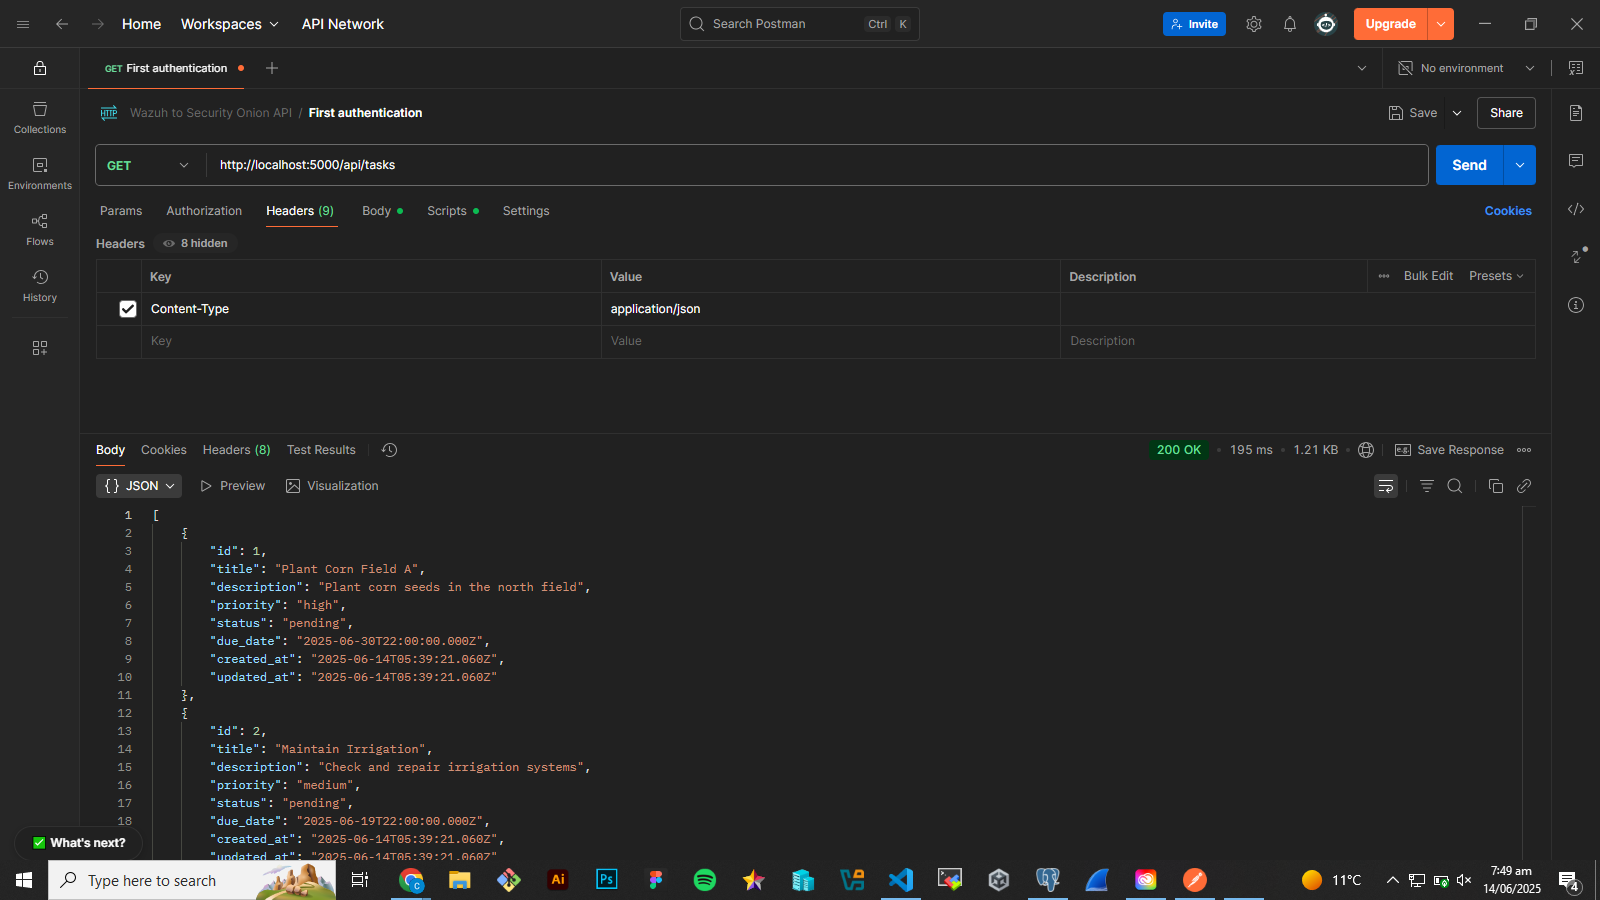 Home Workspaces API Network Search Postman Ctrl K Invite Upgrade
GET First authentication No environment
HTTP Wazuh to Security Onion API / First authentication Save Share
Collections
Environments
Flows
History
GET http://localhost:5000/api/tasks Send
Params Authorization Headers (9) Body Scripts Settings Cookies
Headers 8 hidden
Key Value Description Bulk Edit Presets
Content-Type application/json
Key Value Description
Body Cookies Headers (8) Test Results 200 OK 195 ms 1.21 KB e.g. Save Response
{} JSON Preview Visualization
1 [
2 {
3 "id": 1,
4 "title": "Plant Corn Field A",
5 "description": "Plant corn seeds in the north field",
6 "priority": "high",
7 "status": "pending",
8 "due_date": "2025-06-30T22:00:00.000Z",
9 "created_at": "2025-06-14T05:39:21.060Z",
10 "updated_at": "2025-06-14T05:39:21.060Z"
11 },
12 {
13 "id": 2,
14 "title": "Maintain Irrigation",
15 "description": "Check and repair irrigation systems",
16 "priority": "medium",
17 "status": "pending",
18 "due_date": "2025-06-19T22:00:00.000Z",
"created_at": "2025-06-14T05:39:21.060Z",
"updated_at": "2025-06-14T05:39:21.060Z"
What's next?
Type here to search C Ai Ps 11°C 7:49 am
14/06/2025 4